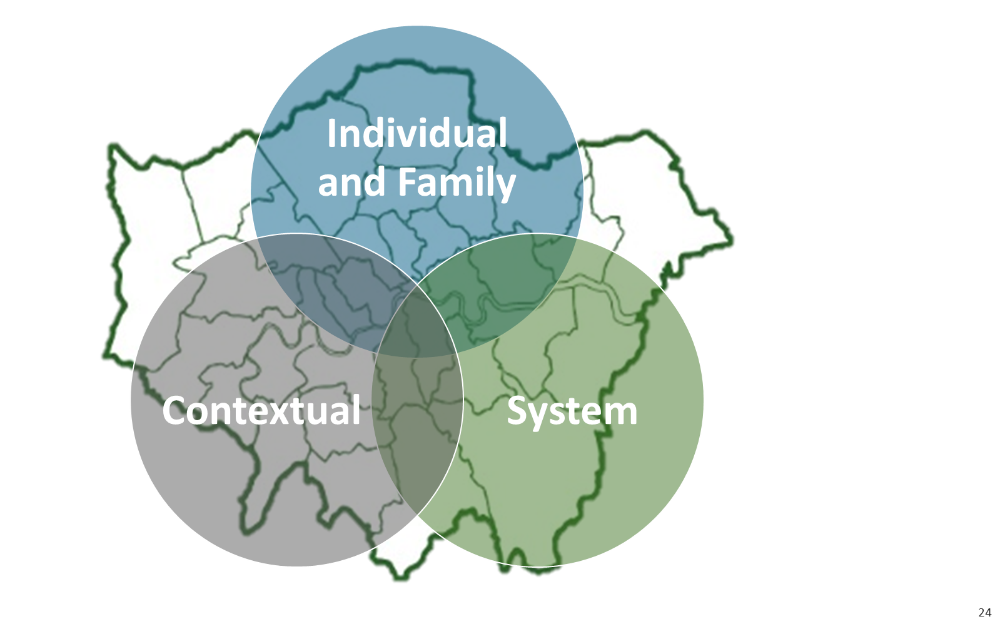 Individual
and Family
Contextual
System
24